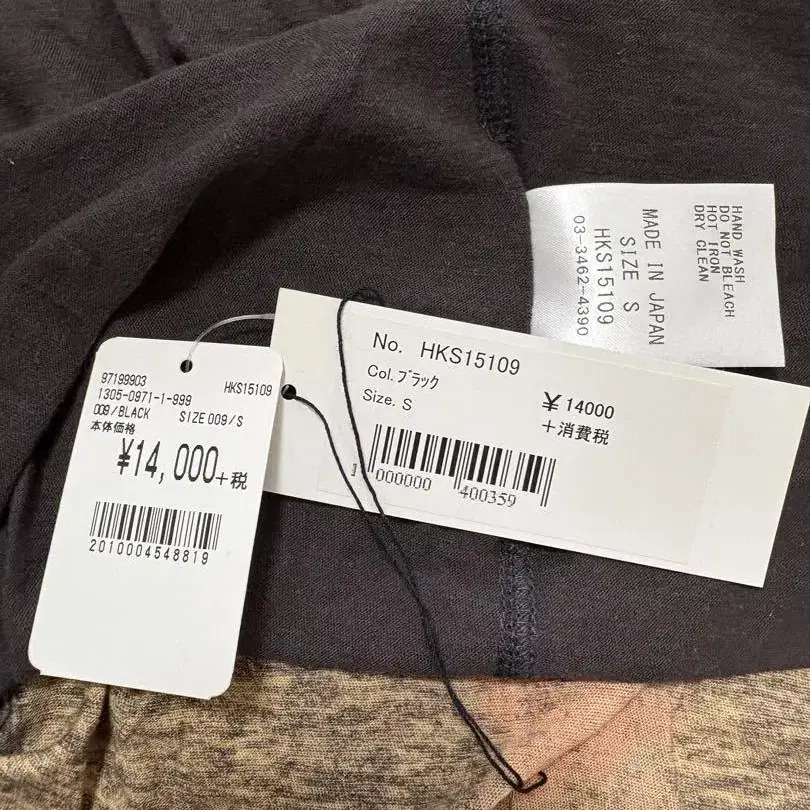 97199903
1305-0971-1-999 HKS15109
009/BLACK SIZE 009/S
本体価格
¥14,000+税
2010004548819
No. HKS15109
Col.ブラック
Size. S
¥14000
+消費税
000000 400359
MADE IN JAPAN
SIZE S
HKS15109
03-3462-4390
HAND WASH
DO NOT BLEACH
HOT IRON
DRY CLEAN